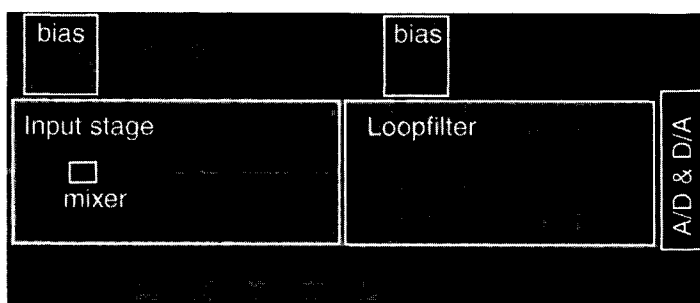 bias
bias
Input stage
Loopfilter
A/D & D/A
mixer